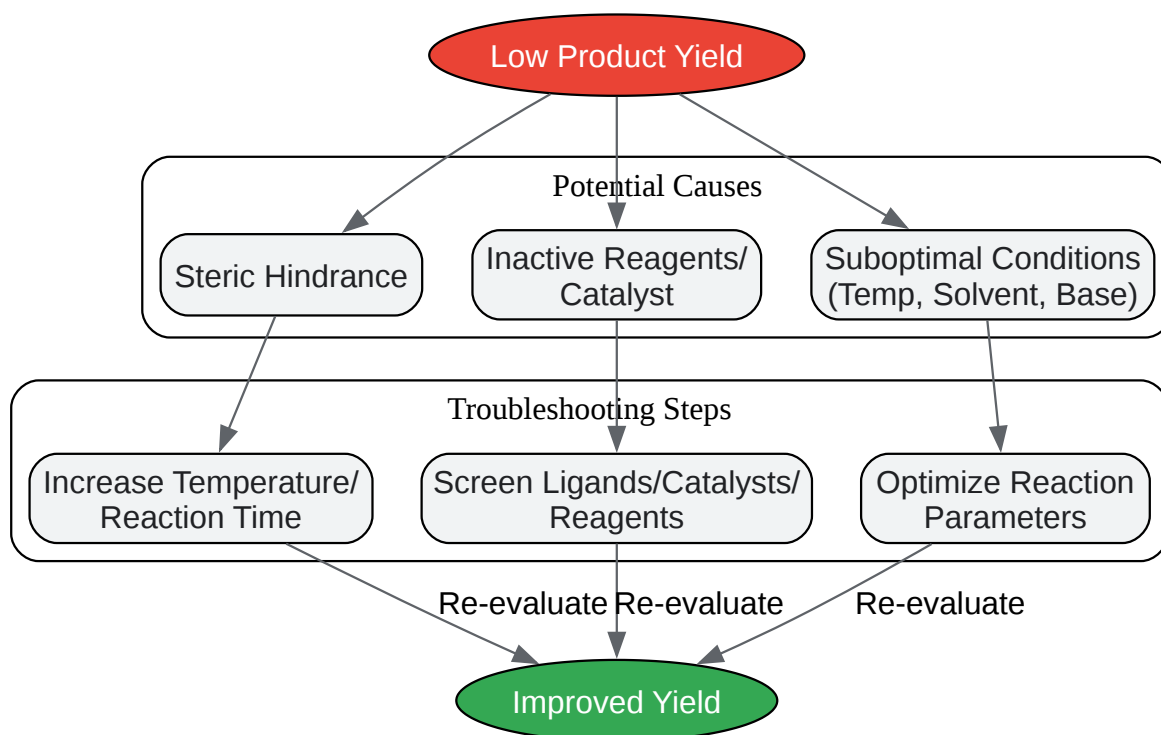 Low Product Yield
Potential Causes
Steric Hindrance
Inactive Reagents/
Catalyst
Suboptimal Conditions
(Temp, Solvent, Base)
Troubleshooting Steps
Increase Temperature/
Reaction Time
Screen Ligands/Catalysts/
Reagents
Optimize Reaction
Parameters
Re-evaluate
Re-evaluate
Re-evaluate
Improved Yield